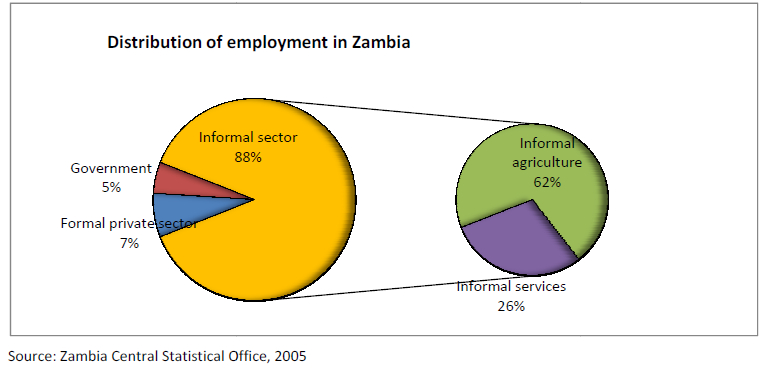 Distribution of employment in Zambia
Informal sector
88%
Government
5%
Formal private sector
7%
Informal
agriculture
62%
Informal services
26%
Source: Zambia Central Statistical Office, 2005